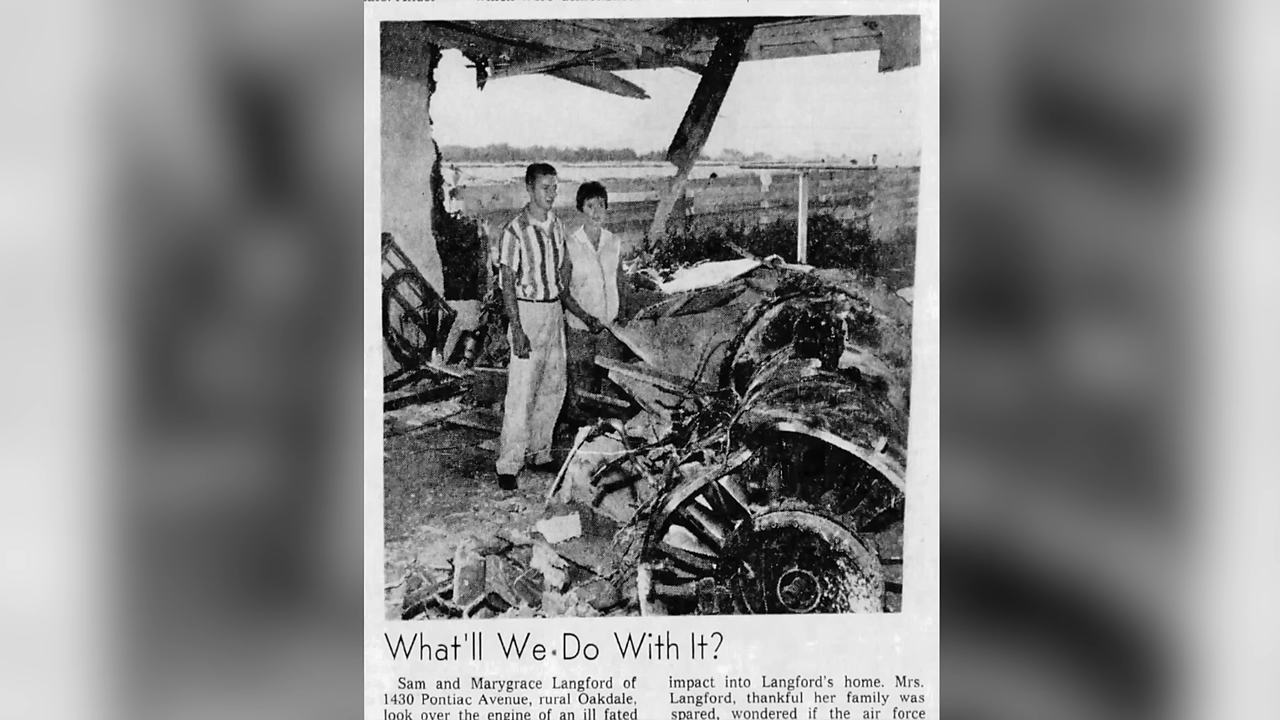 What'll We Do With It?
Sam and Marygrace Langford of
1430 Pontiac Avenue, rural Oakdale,
look over the engine of an ill fated
impact into Langford's home. Mrs.
Langford, thankful her family was
spared, wondered if the air force